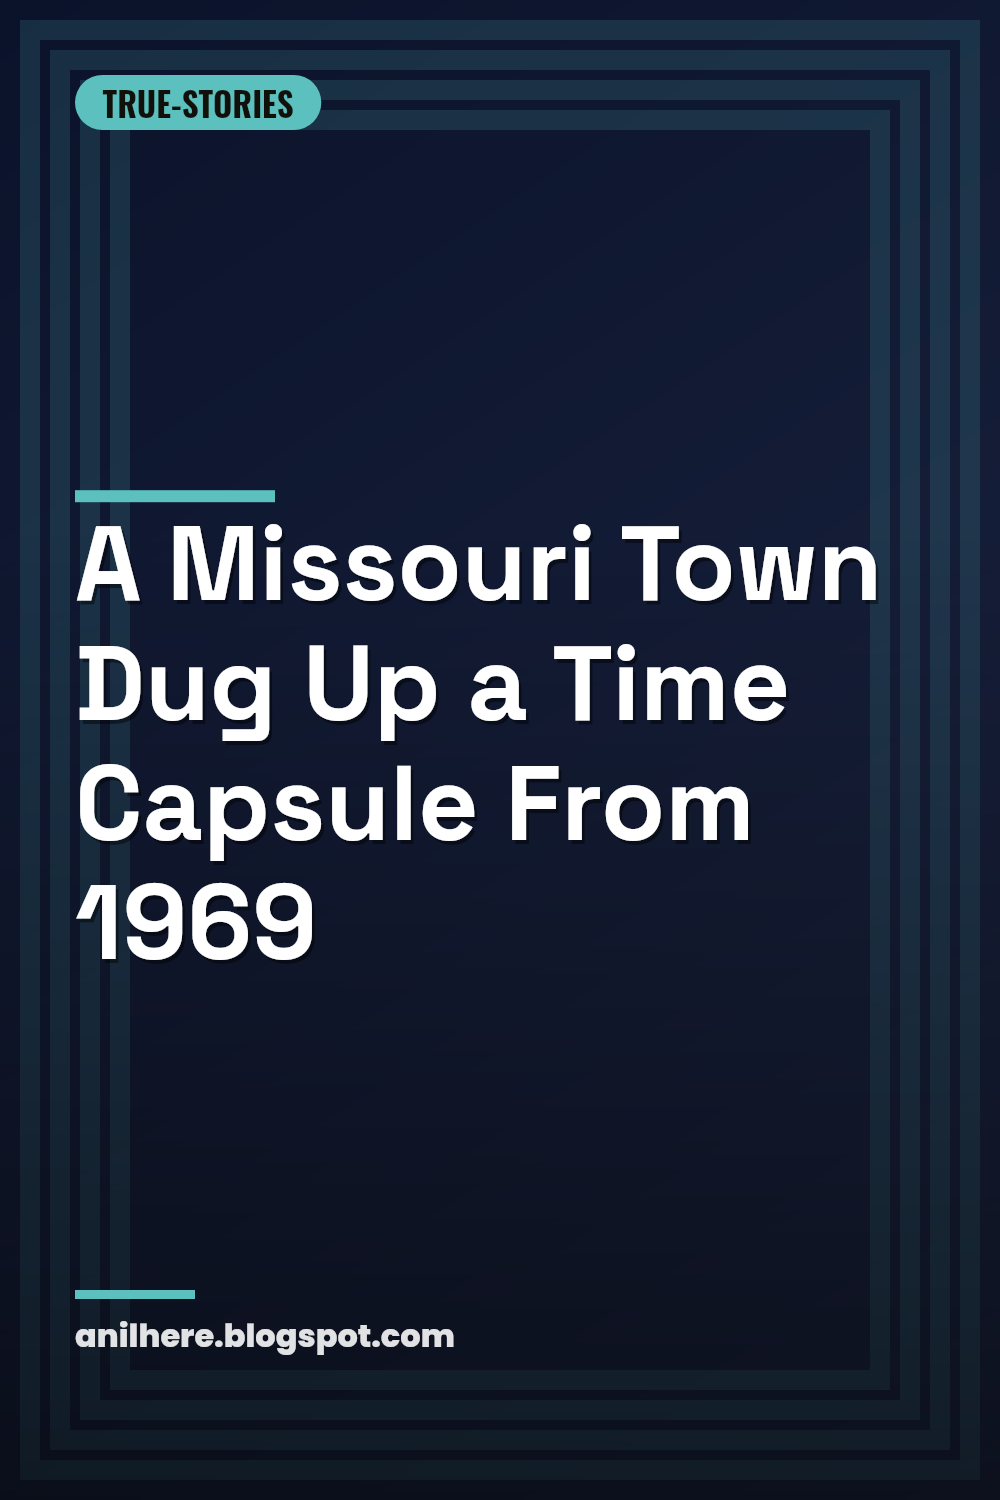 TRUE-STORIES
A Missouri Town
Dug Up a Time
Capsule From
1969
anilhere.blogspot.com